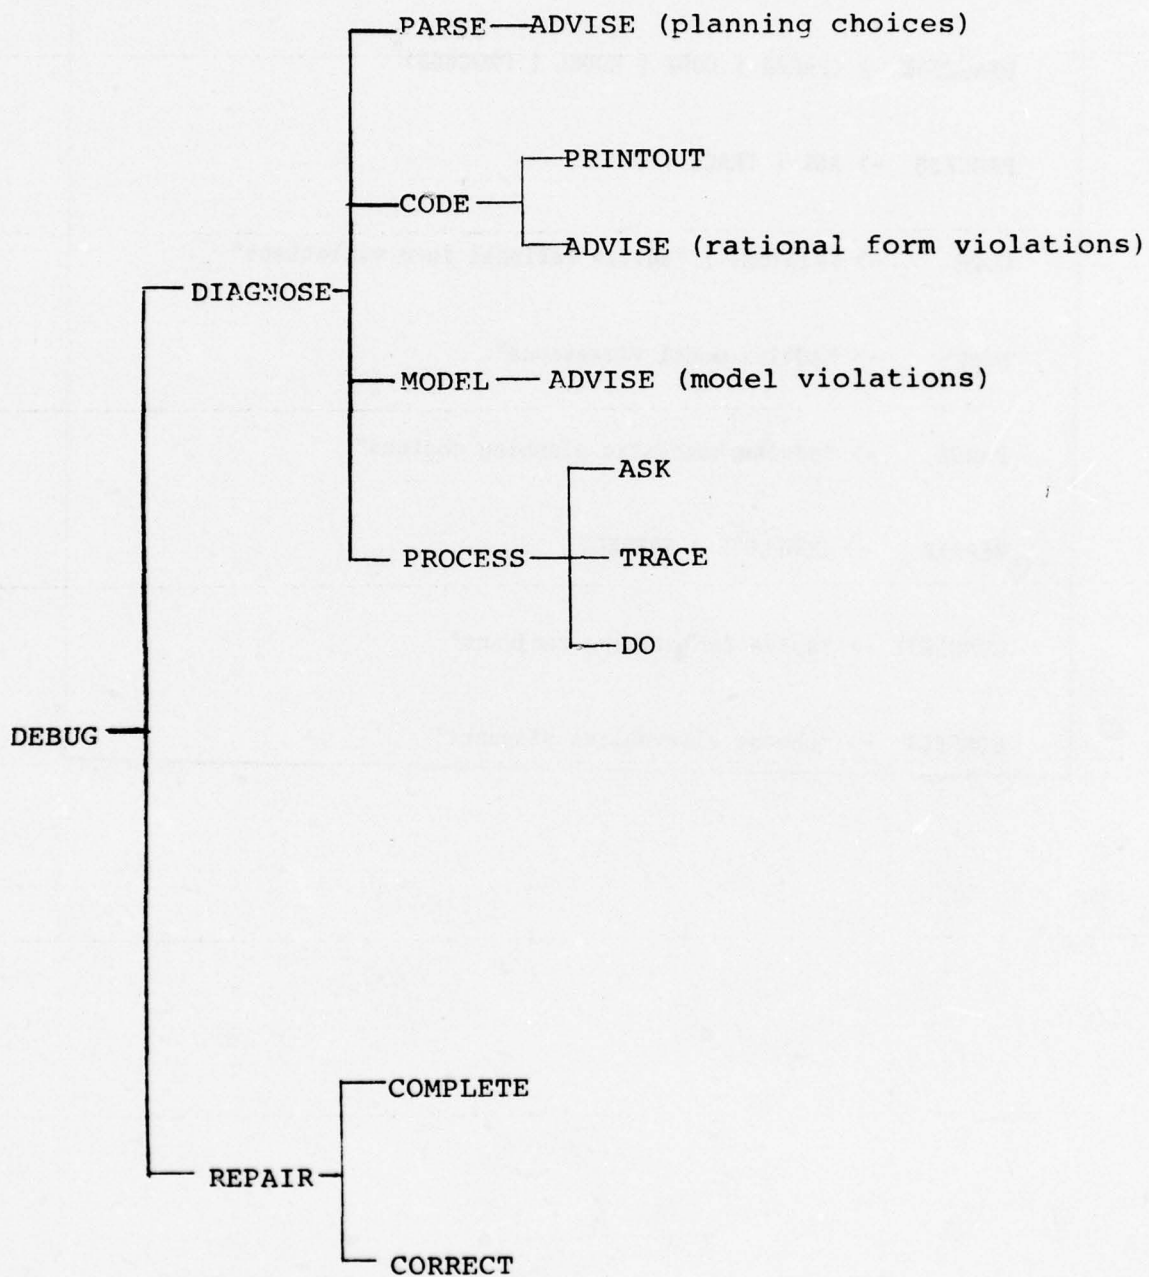 PARSE ADVISE (planning choices)
PRINTOUT
CODE
ADVISE (rational form violations)
DIAGNOSE
MODEL ADVISE (model violations)
ASK
PROCESS TRACE
DO
DEBUG
COMPLETE
REPAIR
CORRECT